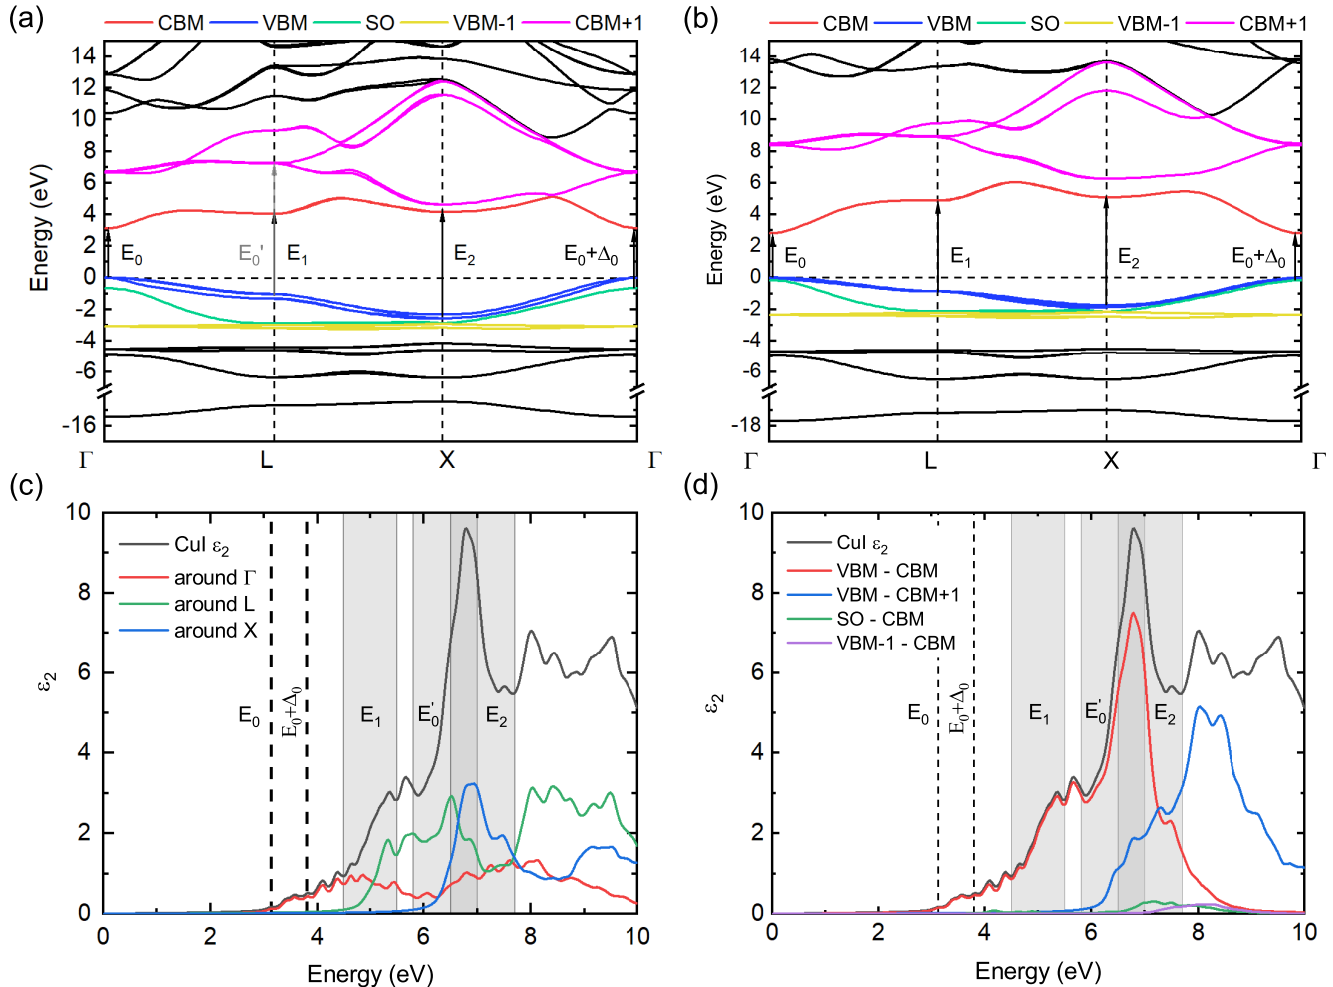 (a)
CBM VBM SO VBM-1 CBM+1
Energy (eV)
14
12
10
8
6
4
2
0
-2
-4
-6
-16
E₀ E₀' E₁ E₂ E₀+Δ₀
Γ L X Γ
(b)
CBM VBM SO VBM-1 CBM+1
Energy (eV)
14
12
10
8
6
4
2
0
-2
-4
-6
-18
E₀ E₁ E₂ E₀+Δ₀
Γ L X Γ
(c)
ε₂
10
8
6
4
2
0
CuI ε₂
around Γ
around L
around X
E₀ E₀+Δ₀ E₁ E₀' E₂
0 2 4 6 8 10
Energy (eV)
(d)
ε₂
10
8
6
4
2
0
CuI ε₂
VBM - CBM
VBM - CBM+1
SO - CBM
VBM-1 - CBM
E₀ E₀+Δ₀ E₁ E₀' E₂
0 2 4 6 8 10
Energy (eV)